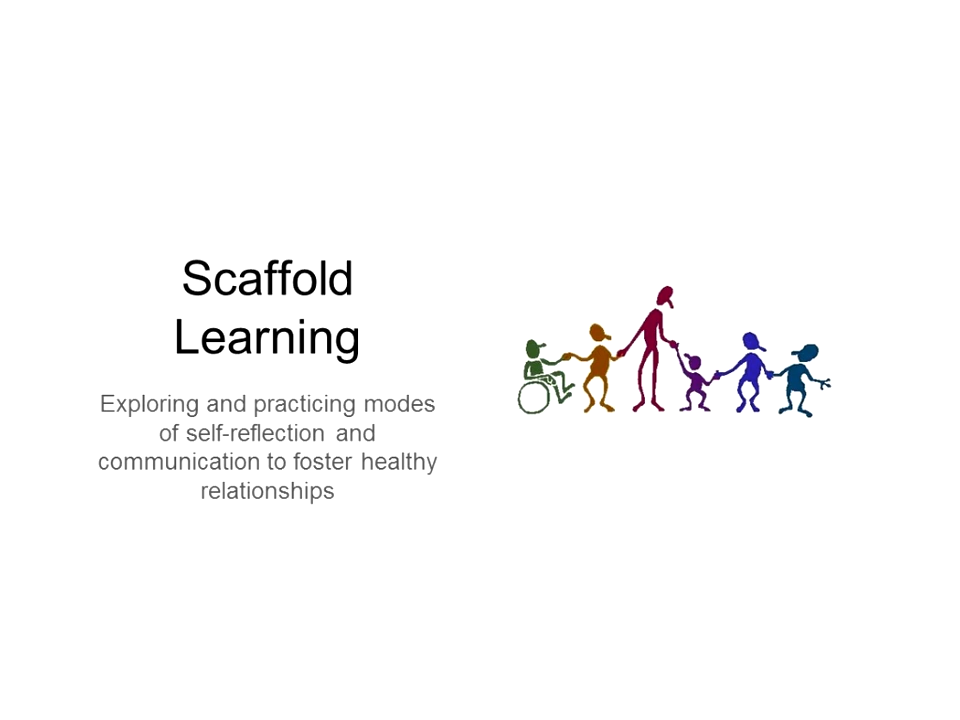 Scaffold
Learning
Exploring and practicing modes
of self-reflection and
communication to foster healthy
relationships